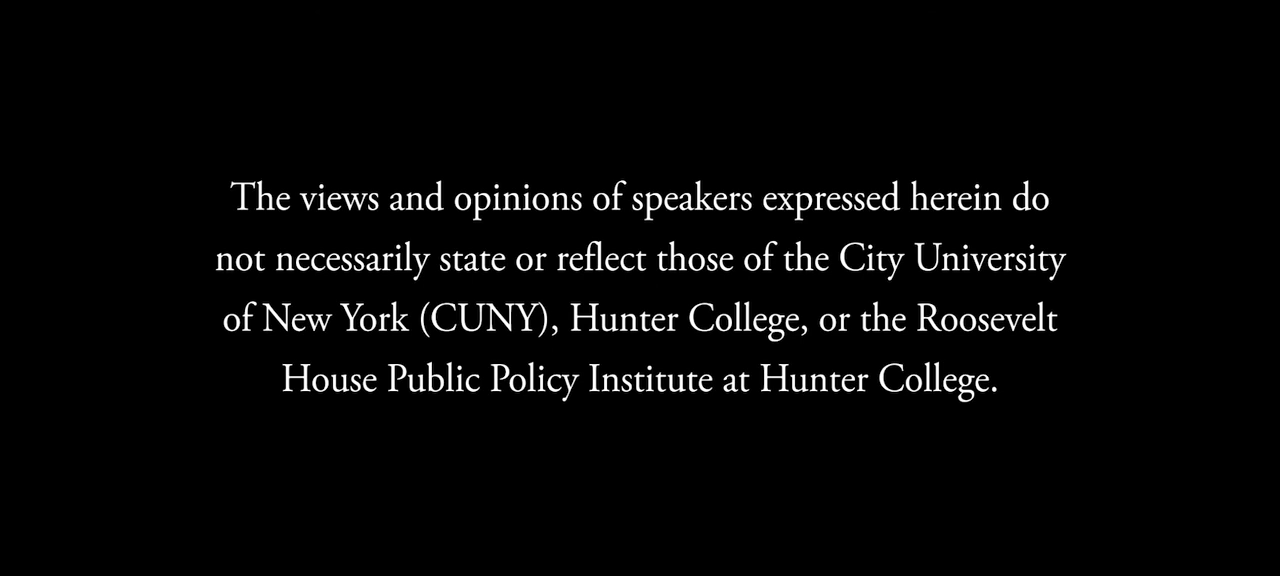 The views and opinions of speakers expressed herein do
not necessarily state or reflect those of the City University
of New York (CUNY), Hunter College, or the Roosevelt
House Public Policy Institute at Hunter College.